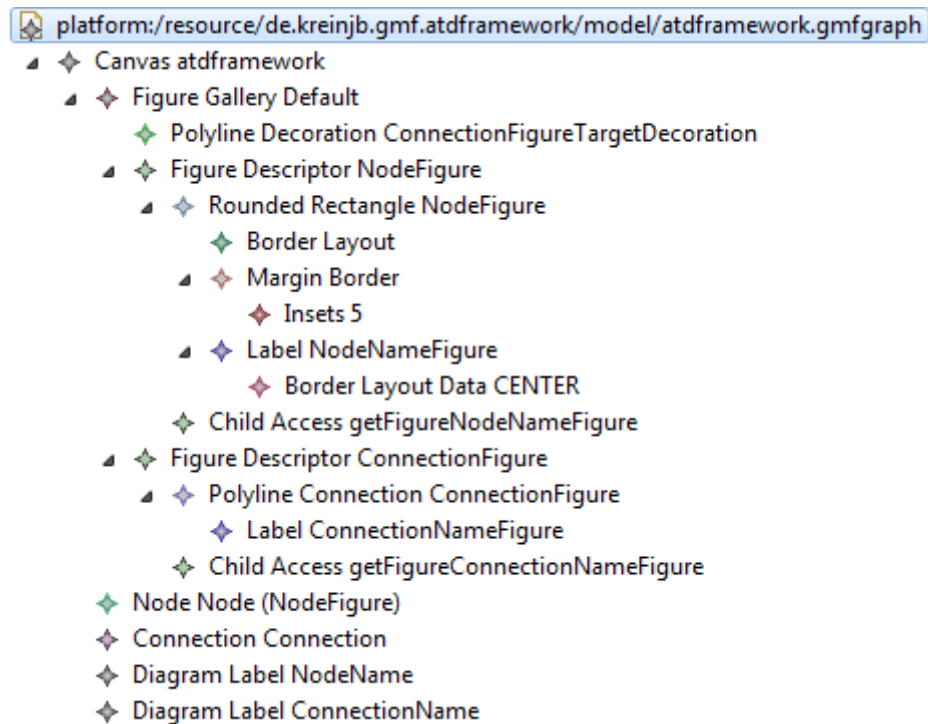 platform:/resource/de.kreinjb.gmf.atdframework/model/atdframework.gmfgraph
Canvas atdframework
Figure Gallery Default
Polyline Decoration ConnectionFigureTargetDecoration
Figure Descriptor NodeFigure
Rounded Rectangle NodeFigure
Border Layout
Margin Border
Insets 5
Label NodeNameFigure
Border Layout Data CENTER
Child Access getFigureNodeNameFigure
Figure Descriptor ConnectionFigure
Polyline Connection ConnectionFigure
Label ConnectionNameFigure
Child Access getFigureConnectionNameFigure
Node Node (NodeFigure)
Connection Connection
Diagram Label NodeName
Diagram Label ConnectionName